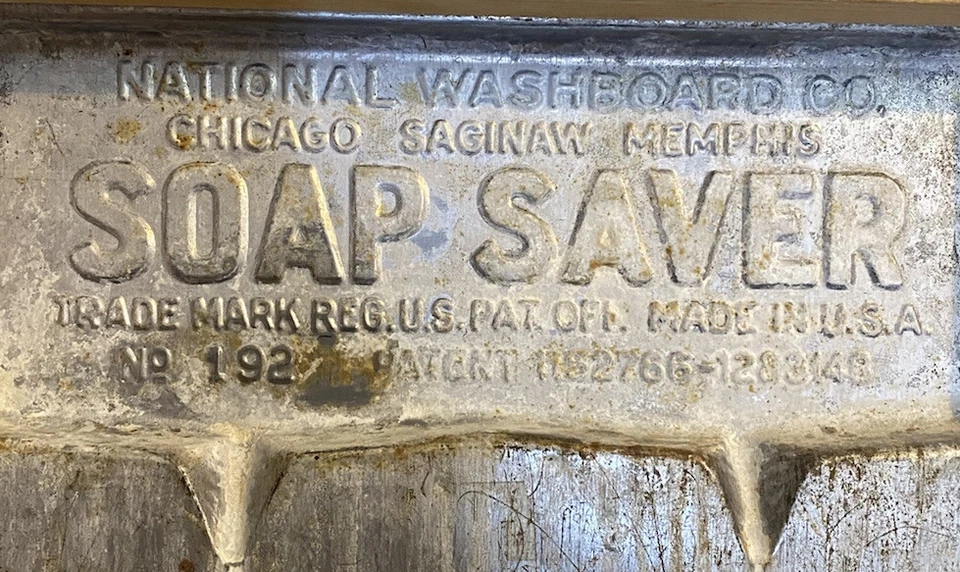 NATIONAL WASHBOARD CO.
CHICAGO SAGINAW MEMPHIS
SOAP SAVER
TRADE MARK REG. U.S. PAT. OFF. MADE IN U.S.A.
NO 192 PATENT 1152766-1283148